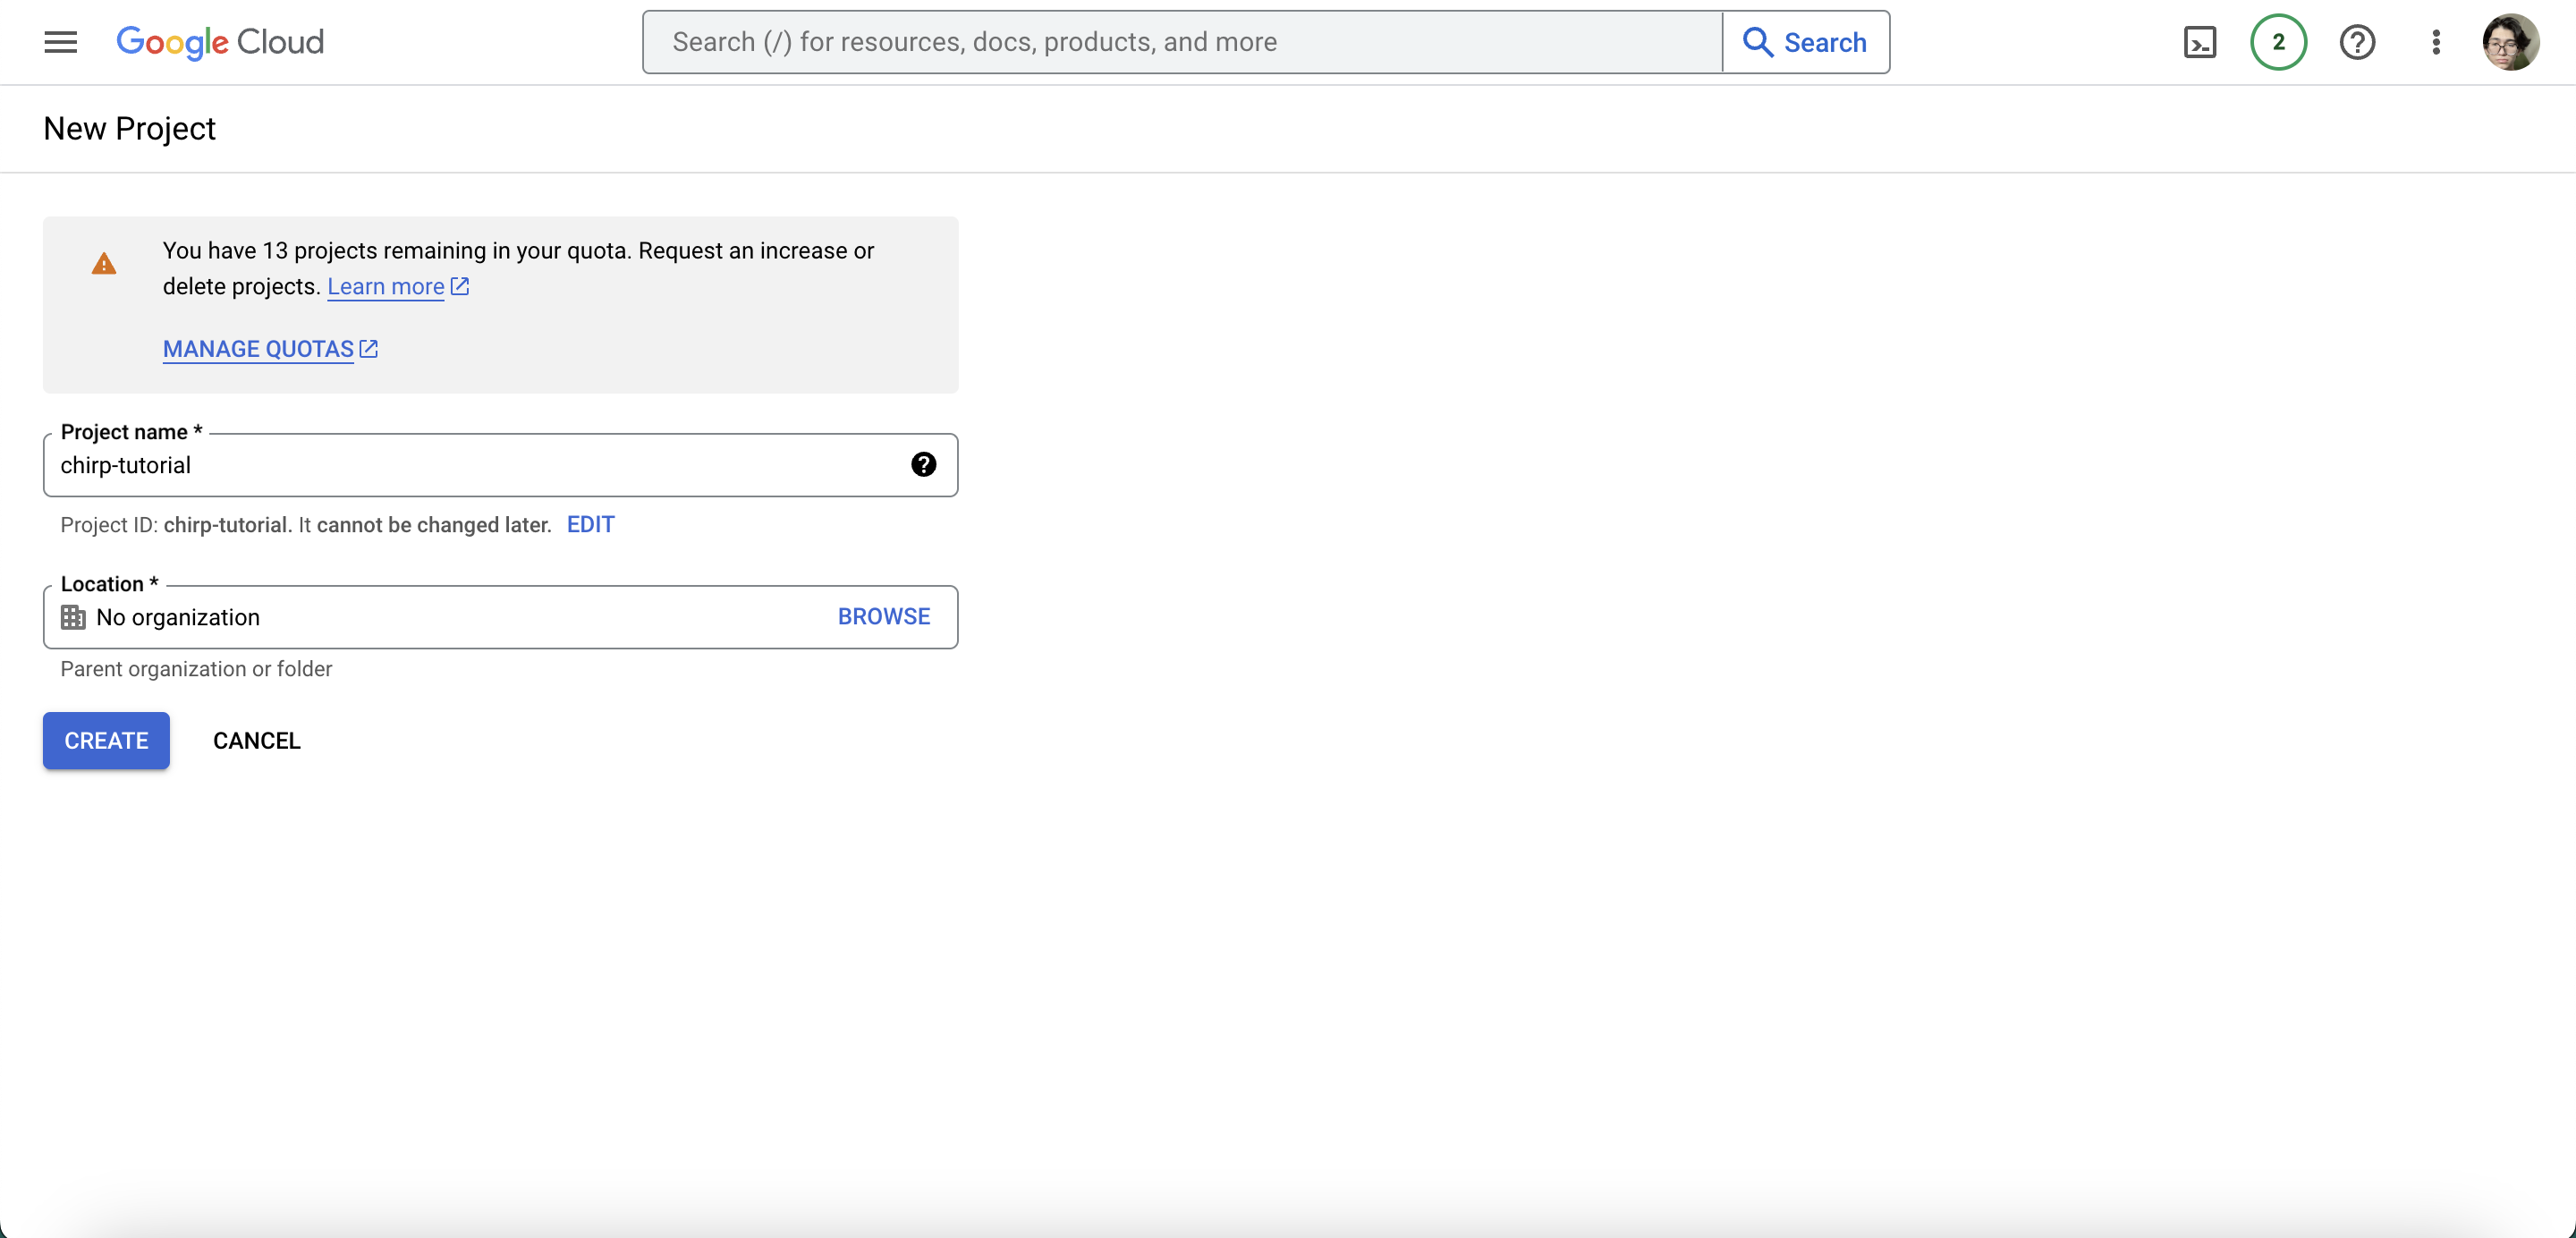 Google Cloud
Search (/) for resources, docs, products, and more
Search
2
New Project
You have 13 projects remaining in your quota. Request an increase or
delete projects. Learn more
MANAGE QUOTAS
Project name *
chirp-tutorial
Project ID: chirp-tutorial. It cannot be changed later. EDIT
Location *
No organization
BROWSE
Parent organization or folder
CREATE
CANCEL